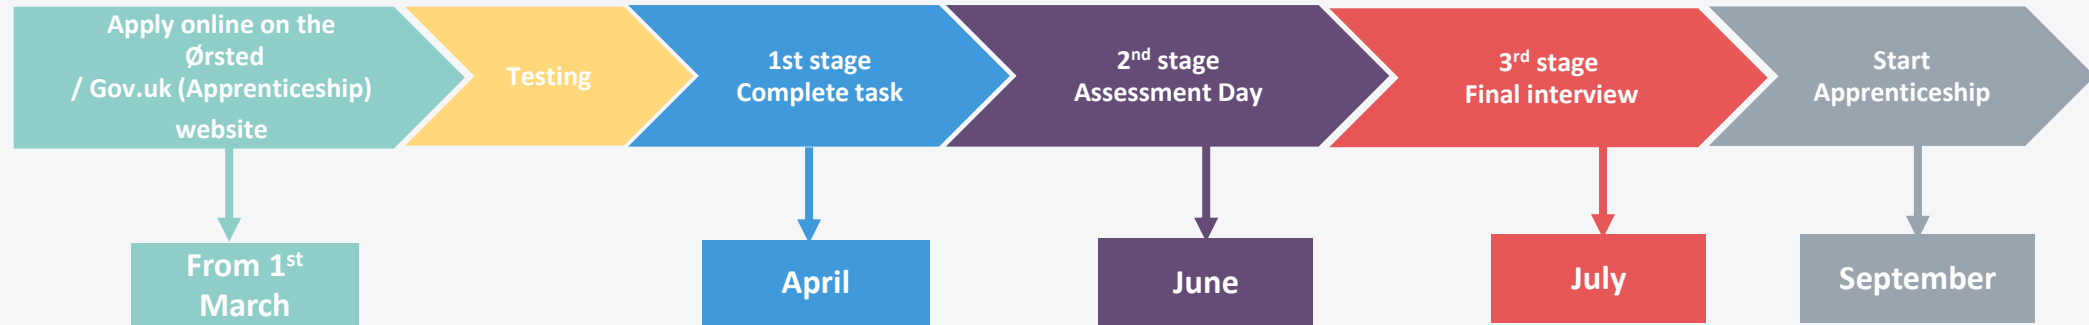 Apply online on the
Ørsted
/ Gov.uk (Apprenticeship)
website
Testing
1st stage
Complete task
2nd stage
Assessment Day
3rd stage
Final interview
Start
Apprenticeship
From 1st
March
April
June
July
September